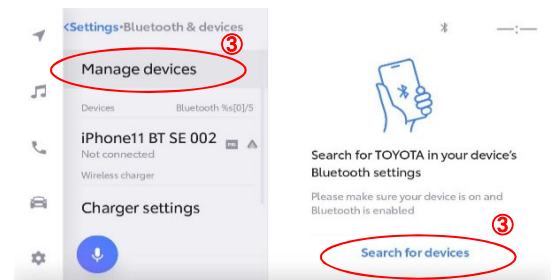 <Settings•Bluetooth & devices
③
Manage devices
Devices Bluetooth %s[0]/5
iPhone11 BT SE 002
Not connected
Wireless charger
Charger settings
—:—
Search for TOYOTA in your device's
Bluetooth settings
Please make sure your device is on and
Bluetooth is enabled
③
Search for devices